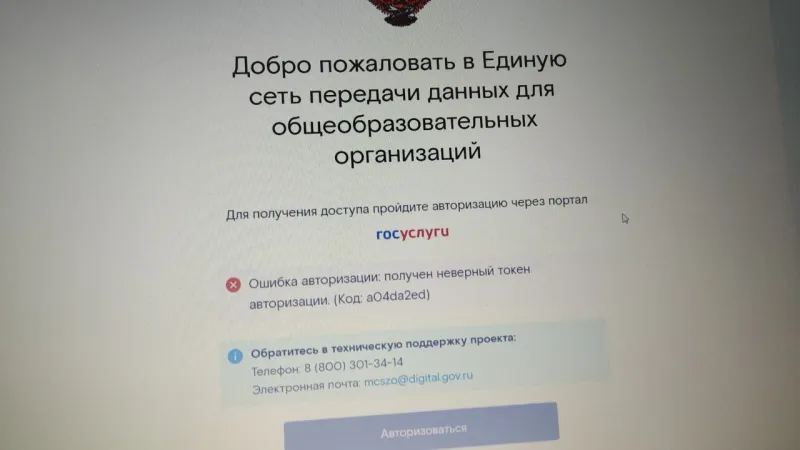 Добро пожаловать в Единую
сеть передачи данных для
общеобразовательных
организаций
Для получения доступа пройдите авторизацию через портал
госуслуги
Ошибка авторизации: получен неверный токен
авторизации. (Код: a04da2ed)
Обратитесь в техническую поддержку проекта:
Телефон: 8 (800) 301-34-14
Электронная почта: mcszo@digital.gov.ru
Авторизоваться